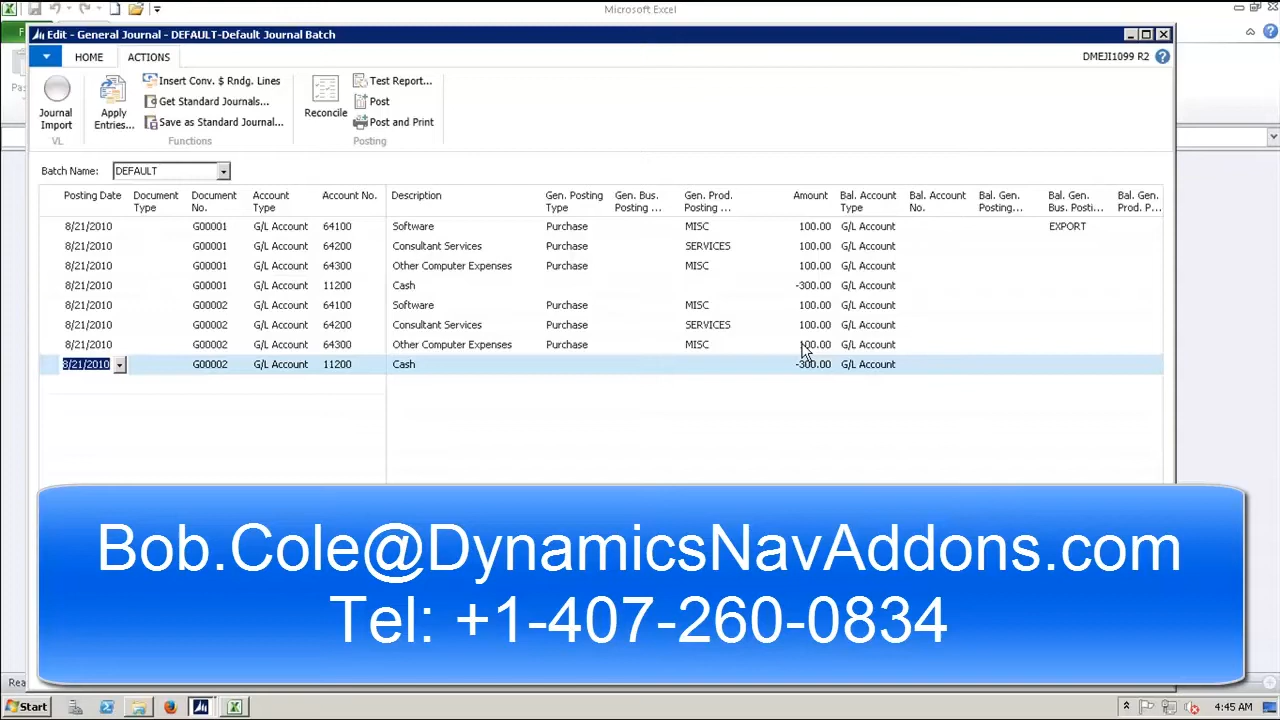 Microsoft Excel
Edit - General Journal - DEFAULT-Default Journal Batch
HOME ACTIONS DMEJI1099 R2
Journal Import
VL
Apply Entries...
Insert Conv. $ Rndg. Lines
Get Standard Journals...
Save as Standard Journal...
Functions
Reconcile
Test Report...
Post
Post and Print
Posting
Batch Name: DEFAULT
Posting Date Document Type Document No. Account Type Account No. Description Gen. Posting Type Gen. Bus. Posting ... Gen. Prod. Posting ... Amount Bal. Account Type Bal. Account No. Bal. Gen. Posting... Bal. Gen. Bus. Posti... Bal. Gen. Prod. P...
8/21/2010 G00001 G/L Account 64100 Software Purchase MISC 100.00 G/L Account EXPORT
8/21/2010 G00001 G/L Account 64200 Consultant Services Purchase SERVICES 100.00 G/L Account
8/21/2010 G00001 G/L Account 64300 Other Computer Expenses Purchase MISC 100.00 G/L Account
8/21/2010 G00001 G/L Account 11200 Cash -300.00 G/L Account
8/21/2010 G00002 G/L Account 64100 Software Purchase MISC 100.00 G/L Account
8/21/2010 G00002 G/L Account 64200 Consultant Services Purchase SERVICES 100.00 G/L Account
8/21/2010 G00002 G/L Account 64300 Other Computer Expenses Purchase MISC 100.00 G/L Account
8/21/2010 G00002 G/L Account 11200 Cash -300.00 G/L Account
Bob.Cole@DynamicsNavAddons.com
Tel: +1-407-260-0834
Start 4:45 AM